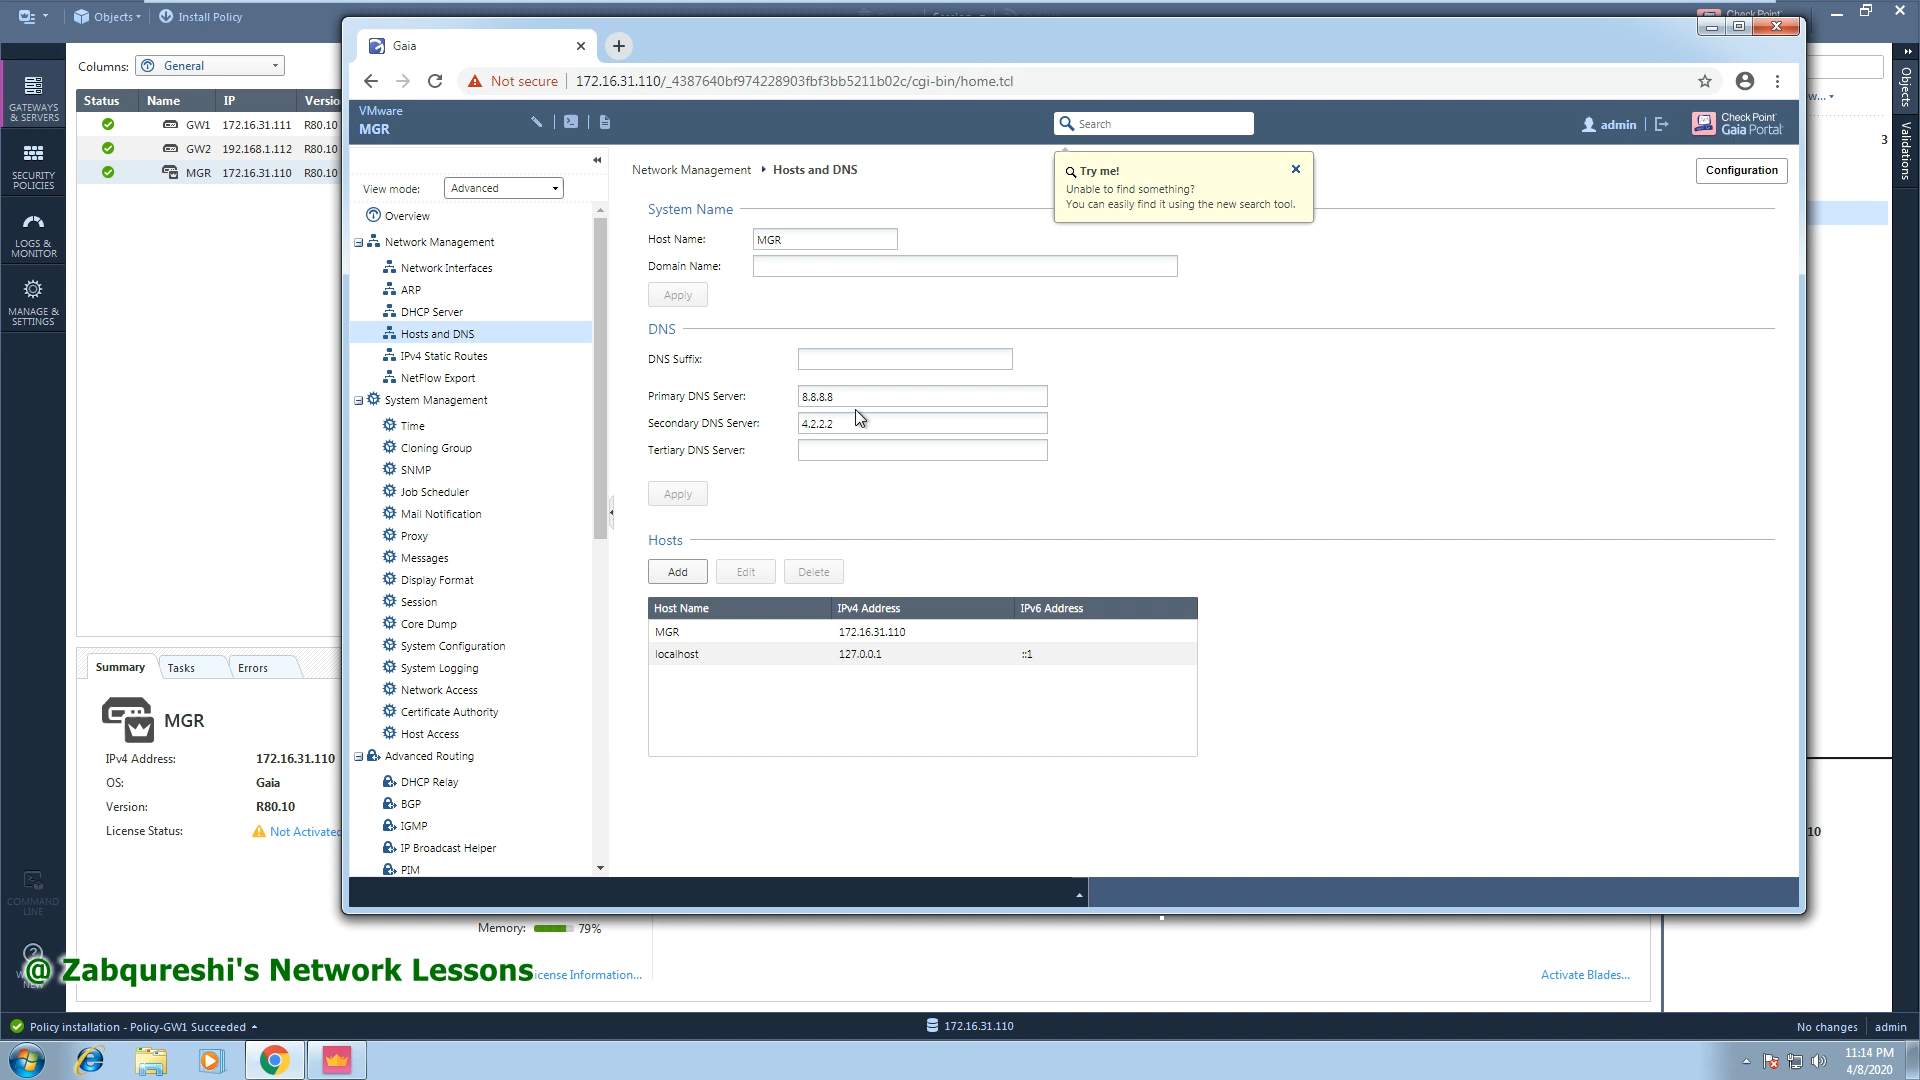 Objects
Install Policy
Check Point
Columns:
General
Status
Name
IP
Versio
GW1
172.16.31.111
R80.10
GW2
192.168.1.112
R80.10
MGR
172.16.31.110
R80.10
GATEWAYS
& SERVERS
SECURITY
POLICIES
LOGS &
MONITOR
MANAGE &
SETTINGS
COMMAND
LINE
Gaia
Not secure
172.16.31.110/_4387640bf974228903fbf3bb5211b02c/cgi-bin/home.tcl
VMware
MGR
Search
admin
Check Point
Gaia Portal
Objects
Validations
w...
3
View mode:
Advanced
Overview
Network Management
Network Interfaces
ARP
DHCP Server
Hosts and DNS
IPv4 Static Routes
NetFlow Export
System Management
Time
Cloning Group
SNMP
Job Scheduler
Mail Notification
Proxy
Messages
Display Format
Session
Core Dump
System Configuration
System Logging
Network Access
Certificate Authority
Host Access
Advanced Routing
DHCP Relay
BGP
IGMP
IP Broadcast Helper
PIM
Network Management
Hosts and DNS
Configuration
Try me!
Unable to find something?
You can easily find it using the new search tool.
System Name
Host Name:
MGR
Domain Name:
Apply
DNS
DNS Suffix:
Primary DNS Server:
8.8.8.8
Secondary DNS Server:
4.2.2.2
Tertiary DNS Server:
Apply
Hosts
Add
Edit
Delete
Host Name
IPv4 Address
IPv6 Address
MGR
172.16.31.110
localhost
127.0.0.1
::1
Summary
Tasks
Errors
MGR
IPv4 Address:
172.16.31.110
OS:
Gaia
Version:
R80.10
License Status:
Not Activated
10
Memory:
79%
@ Zabqureshi's Network Lessons
icense Information...
Activate Blades...
Policy installation - Policy-GW1 Succeeded
172.16.31.110
No changes
admin
11:14 PM
4/8/2020